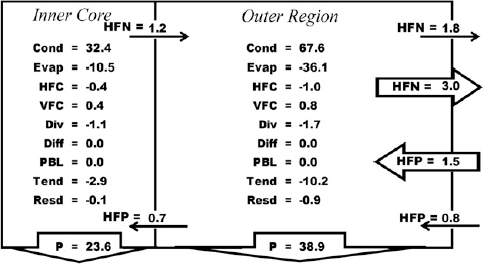 Inner Core
HFN = 1.2
Cond = 32.4
Evap = -10.5
HFC = -0.4
VFC = 0.4
Div = -1.1
Diff = 0.0
PBL = 0.0
Tend = -2.9
Resd = -0.1
HFP = 0.7
P = 23.6
Outer Region
HFN = 1.8
Cond = 67.6
Evap = -36.1
HFC = -1.0
VFC = 0.8
Div = -1.7
Diff = 0.0
PBL = 0.0
Tend = -10.2
Resd = -0.9
HFN = 3.0
HFP = 1.5
HFP = 0.8
P = 38.9